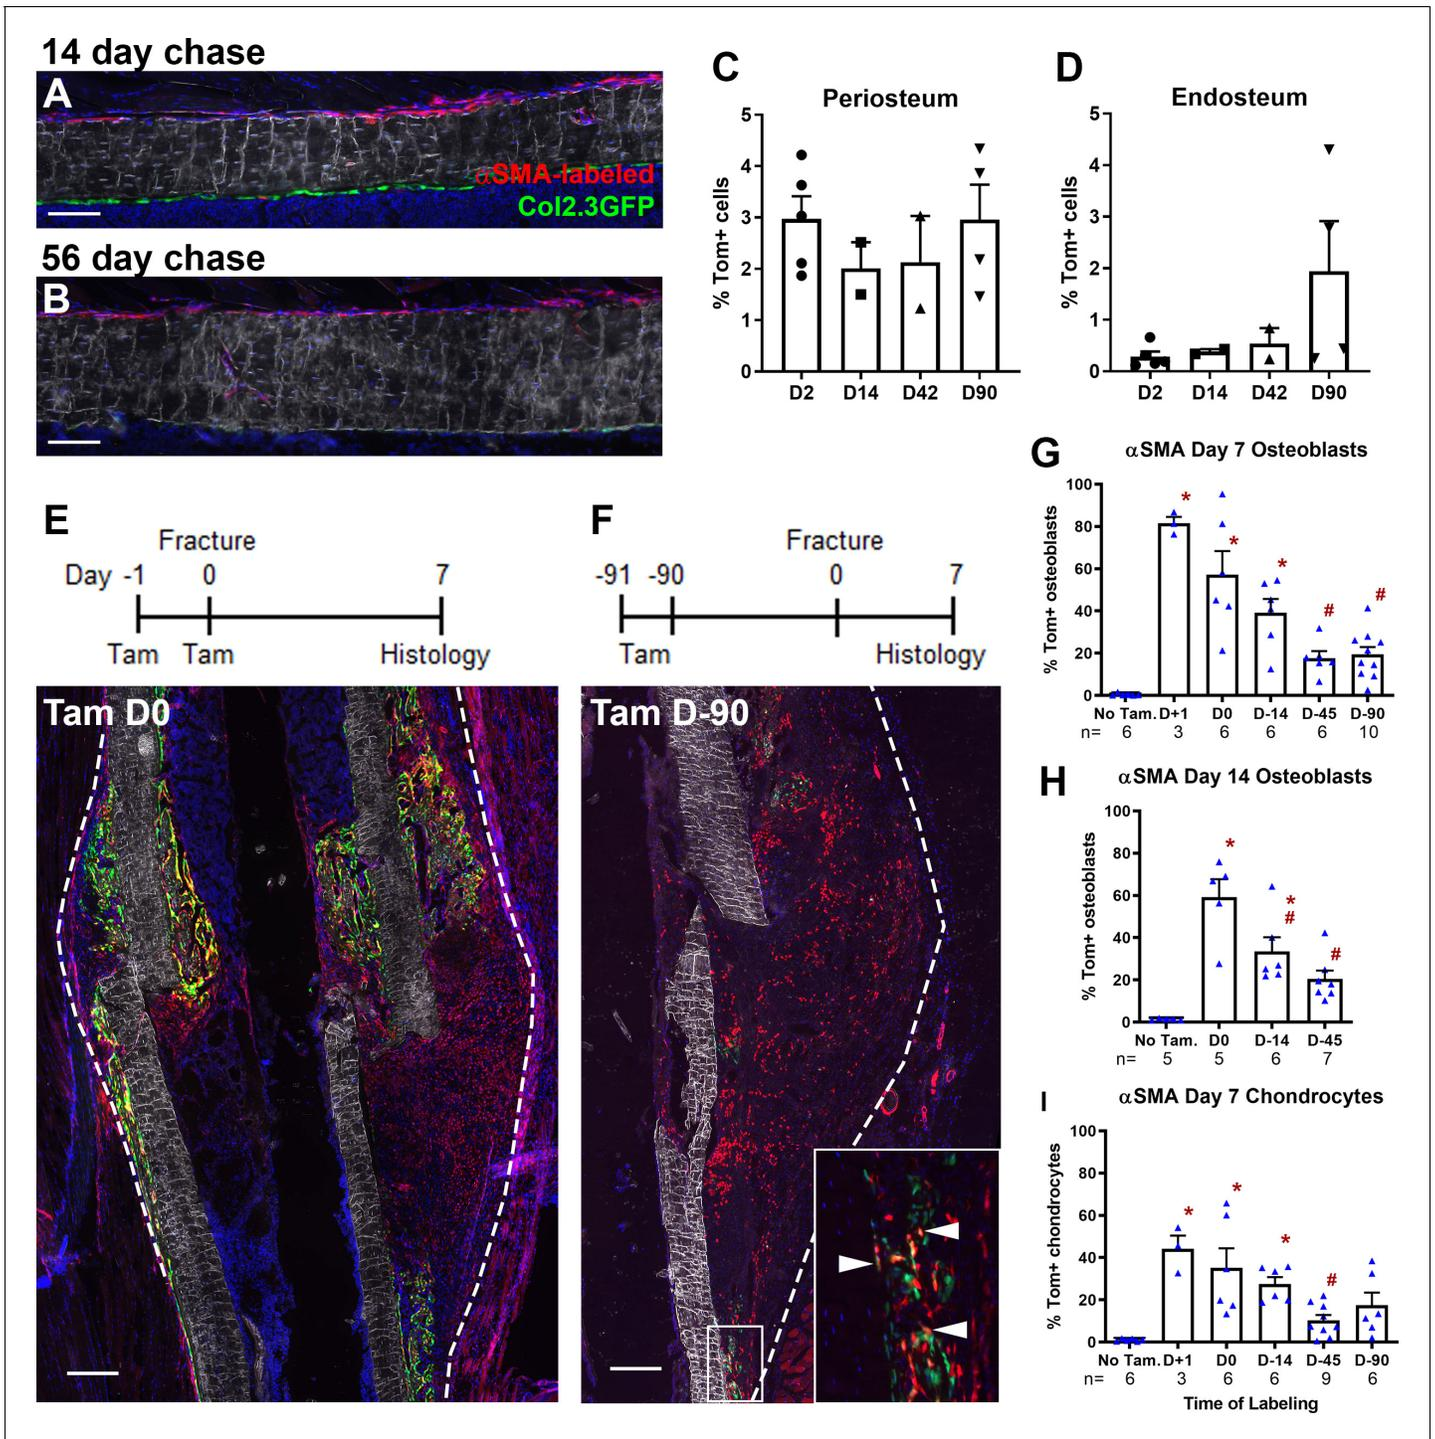 14 day chase
A
αSMA-labeled
Col2.3GFP
56 day chase
B
C
Periosteum
% Tom+ cells
5
4
3
2
1
0
D2 D14 D42 D90
D
Endosteum
% Tom+ cells
5
4
3
2
1
0
D2 D14 D42 D90
E
Fracture
Day -1 0 7
Tam Tam Histology
Tam D0
F
Fracture
-91 -90 0 7
Tam Histology
Tam D-90
G
αSMA Day 7 Osteoblasts
% Tom+ osteoblasts
100
80
60
40
20
0
* * * # #
No Tam. D+1 D0 D-14 D-45 D-90
n= 6 3 6 6 6 10
H
αSMA Day 14 Osteoblasts
% Tom+ osteoblasts
100
80
60
40
20
0
* * # #
No Tam. D0 D-14 D-45
n= 5 5 6 7
I
αSMA Day 7 Chondrocytes
% Tom+ chondrocytes
100
80
60
40
20
0
* * * #
No Tam. D+1 D0 D-14 D-45 D-90
n= 6 3 6 6 9 6
Time of Labeling